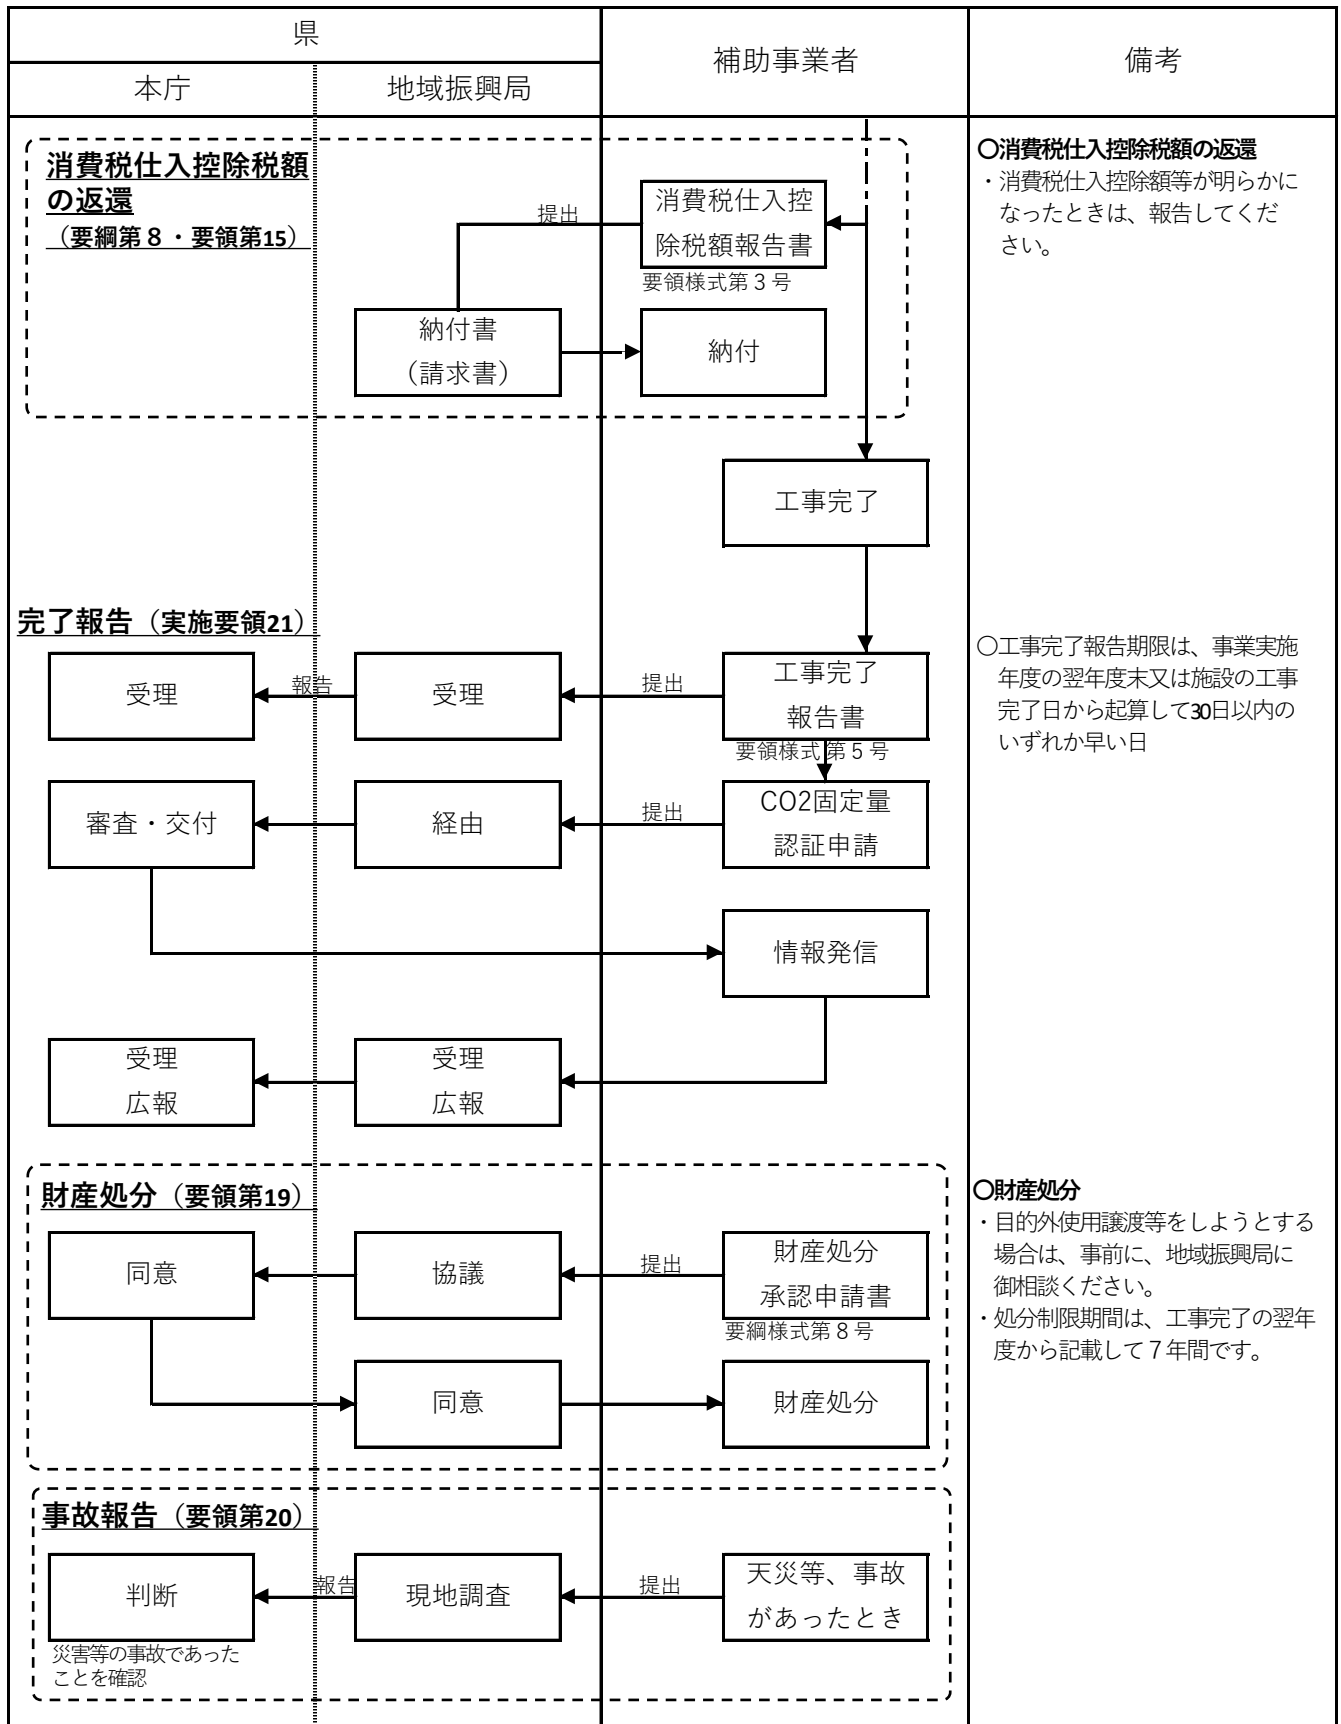 県
本庁
地域振興局
補助事業者
備考
消費税仕入控除税額
の返還
（要綱第８・要領第15）
提出
消費税仕入控
除税額報告書
要領様式第３号
納付書
（請求書）
納付
〇消費税仕入控除税額の返還
・消費税仕入控除額等が明らかに
なったときは、報告してくだ
さい。
工事完了
完了報告（実施要領21）
受理
報告
受理
提出
工事完了
報告書
要領様式第５号
〇工事完了報告期限は、事業実施
年度の翌年度末又は施設の工事
完了日から起算して30日以内の
いずれか早い日
審査・交付
経由
提出
CO2固定量
認証申請
情報発信
受理
広報
受理
広報
財産処分（要領第19）
同意
協議
提出
財産処分
承認申請書
要綱様式第８号
同意
財産処分
〇財産処分
・目的外使用譲渡等をしようとする
場合は、事前に、地域振興局に
御相談ください。
・処分制限期間は、工事完了の翌年
度から記載して７年間です。
事故報告（要領第20）
判断
報告
現地調査
提出
天災等、事故
があったとき
災害等の事故であった
ことを確認